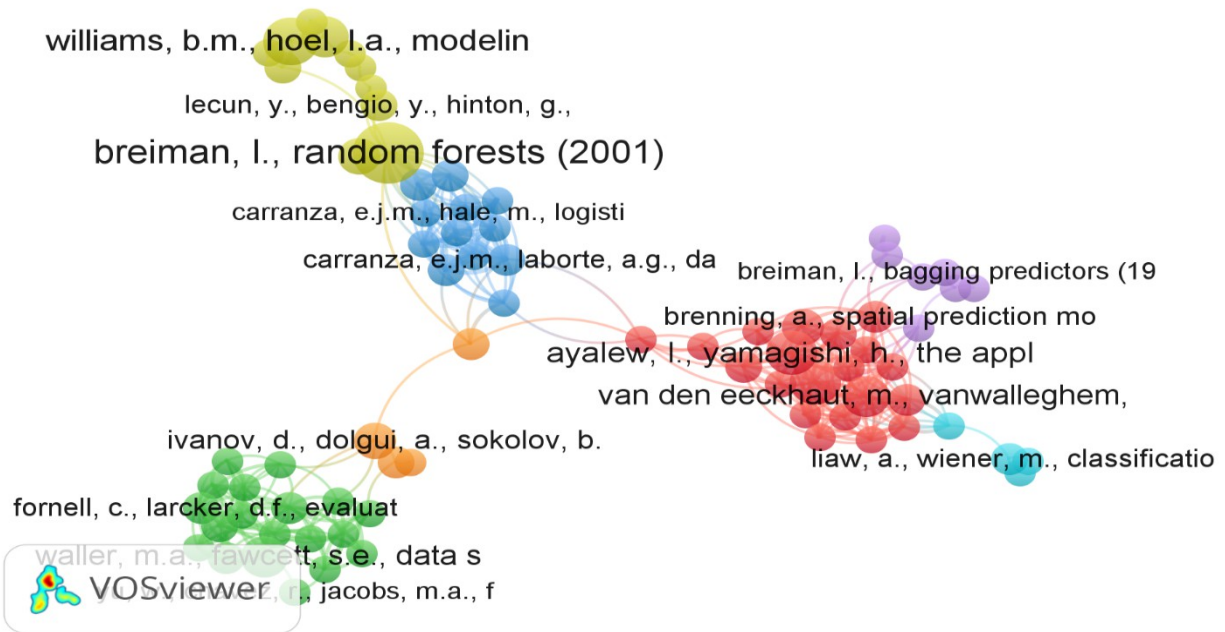 williams, b.m., hoel, l.a., modelin
lecun, y., bengio, y., hinton, g.,
breiman, l., random forests (2001)
carranza, e.j.m., hale, m., logisti
carranza, e.j.m., laborte, a.g., da
breiman, l., bagging predictors (19
brenning, a., spatial prediction mo
ayalew, l., yamagishi, h., the appl
van den eeckhaut, m., vanwalleghem,
ivanov, d., dolgui, a., sokolov, b.
liaw, a., wiener, m., classificatio
fornell, c., larcker, d.f., evaluat
waller, m.a., fawcett, s.e., data s
jacobs, m.a., f
VOSviewer